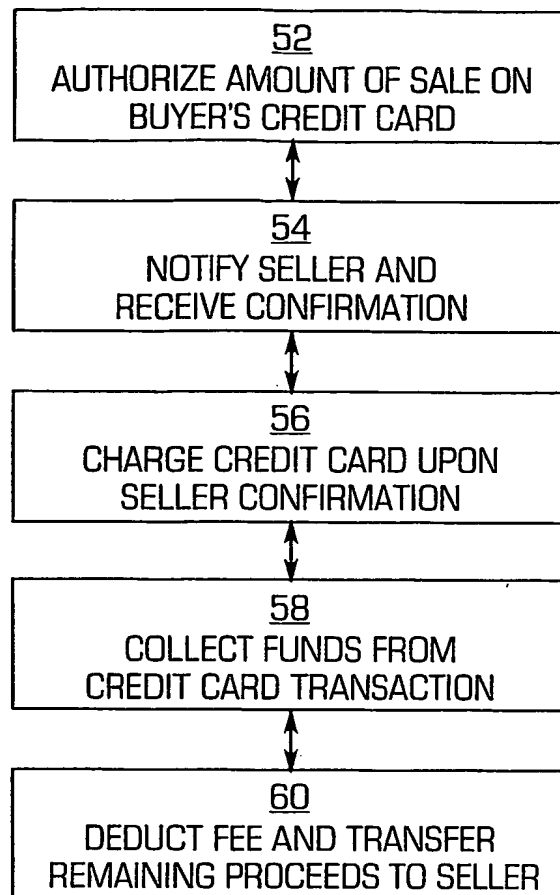 52
AUTHORIZE AMOUNT OF SALE ON
BUYER'S CREDIT CARD
54
NOTIFY SELLER AND
RECEIVE CONFIRMATION
56
CHARGE CREDIT CARD UPON
SELLER CONFIRMATION
58
COLLECT FUNDS FROM
CREDIT CARD TRANSACTION
60
DEDUCT FEE AND TRANSFER
REMAINING PROCEEDS TO SELLER